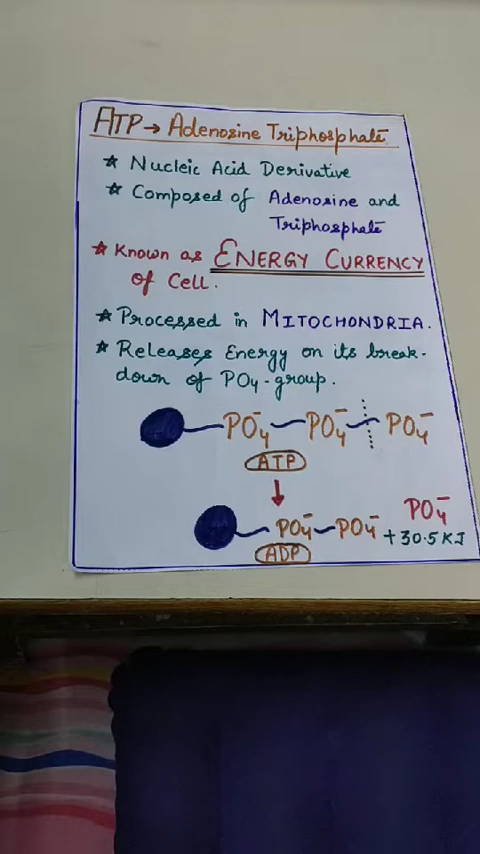 ATP → Adenosine Triphosphate
★ Nucleic Acid Derivative
★ Composed of Adenosine and
Triphosphate
★ Known as ENERGY CURRENCY
of Cell.
★ Processed in MITOCHONDRIA.
★ Releases Energy on its break-
down of PO4-group.
PO4⁻ ~ PO4⁻ ~ PO4⁻
ATP
PO4⁻
PO4⁻ ~ PO4⁻ + 30.5 KJ
ADP